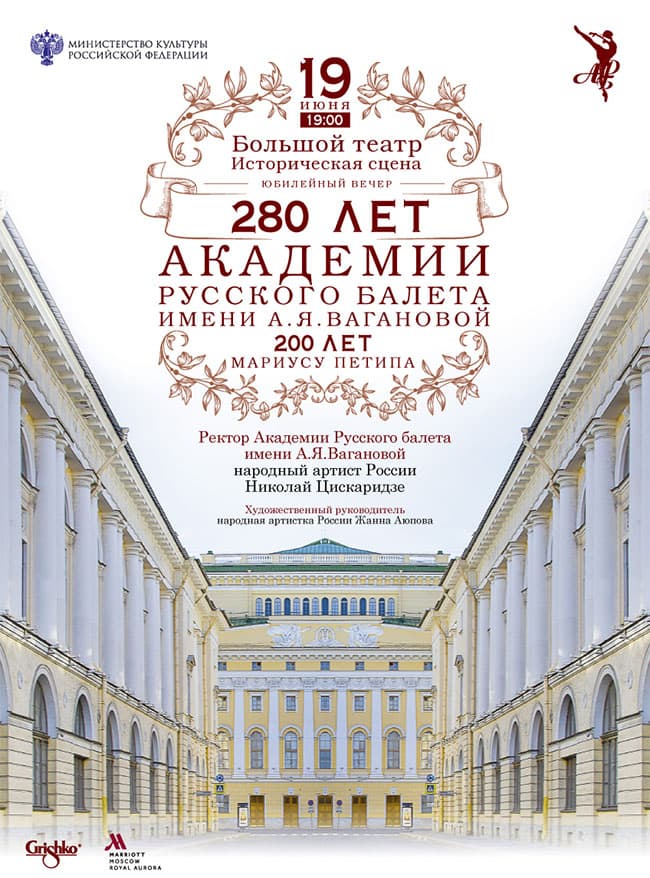 МИНИСТЕРСТВО КУЛЬТУРЫ
РОССИЙСКОЙ ФЕДЕРАЦИИ
АРБ
19
ИЮНЯ
19:00
Большой театр
Историческая сцена
ЮБИЛЕЙНЫЙ ВЕЧЕР
280 ЛЕТ
АКАДЕМИИ
РУССКОГО БАЛЕТА
ИМЕНИ А.Я.ВАГАНОВОЙ
200 ЛЕТ
МАРИУСУ ПЕТИПА
Ректор Академии Русского балета
имени А.Я.Вагановой
народный артист России
Николай Цискаридзе
Художественный руководитель
народная артистка России Жанна Аюпова
Grishko
MARRIOTT
MOSCOW
ROYAL AURORA